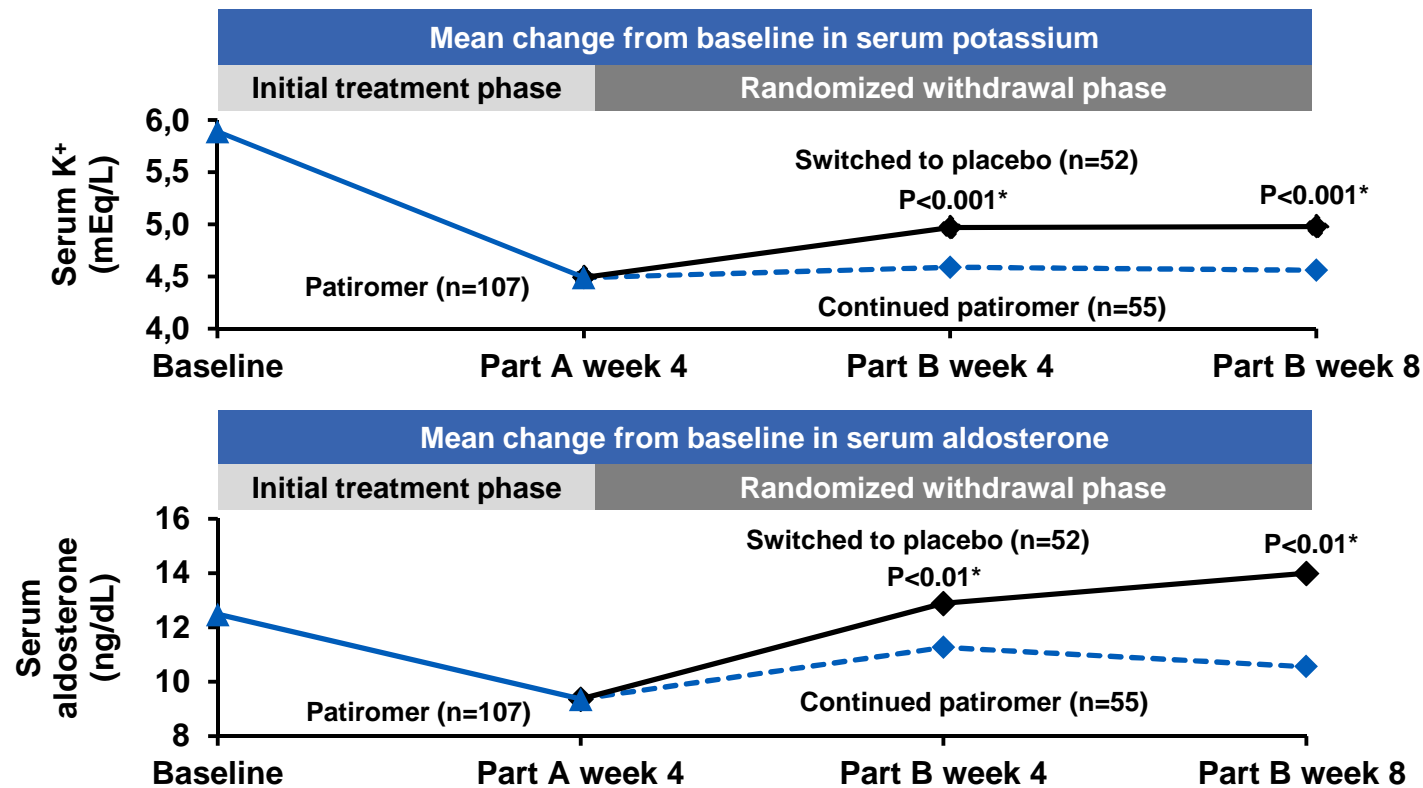 Mean change from baseline in serum potassium
Initial treatment phase
Randomized withdrawal phase
Serum K⁺
(mEq/L)
6,0
5,5
5,0
4,5
4,0
Switched to placebo (n=52)
P<0.001*
P<0.001*
Patiromer (n=107)
Continued patiromer (n=55)
Baseline
Part A week 4
Part B week 4
Part B week 8
Mean change from baseline in serum aldosterone
Initial treatment phase
Randomized withdrawal phase
Serum
aldosterone
(ng/dL)
16
14
12
10
8
Switched to placebo (n=52)
P<0.01*
P<0.01*
Patiromer (n=107)
Continued patiromer (n=55)
Baseline
Part A week 4
Part B week 4
Part B week 8